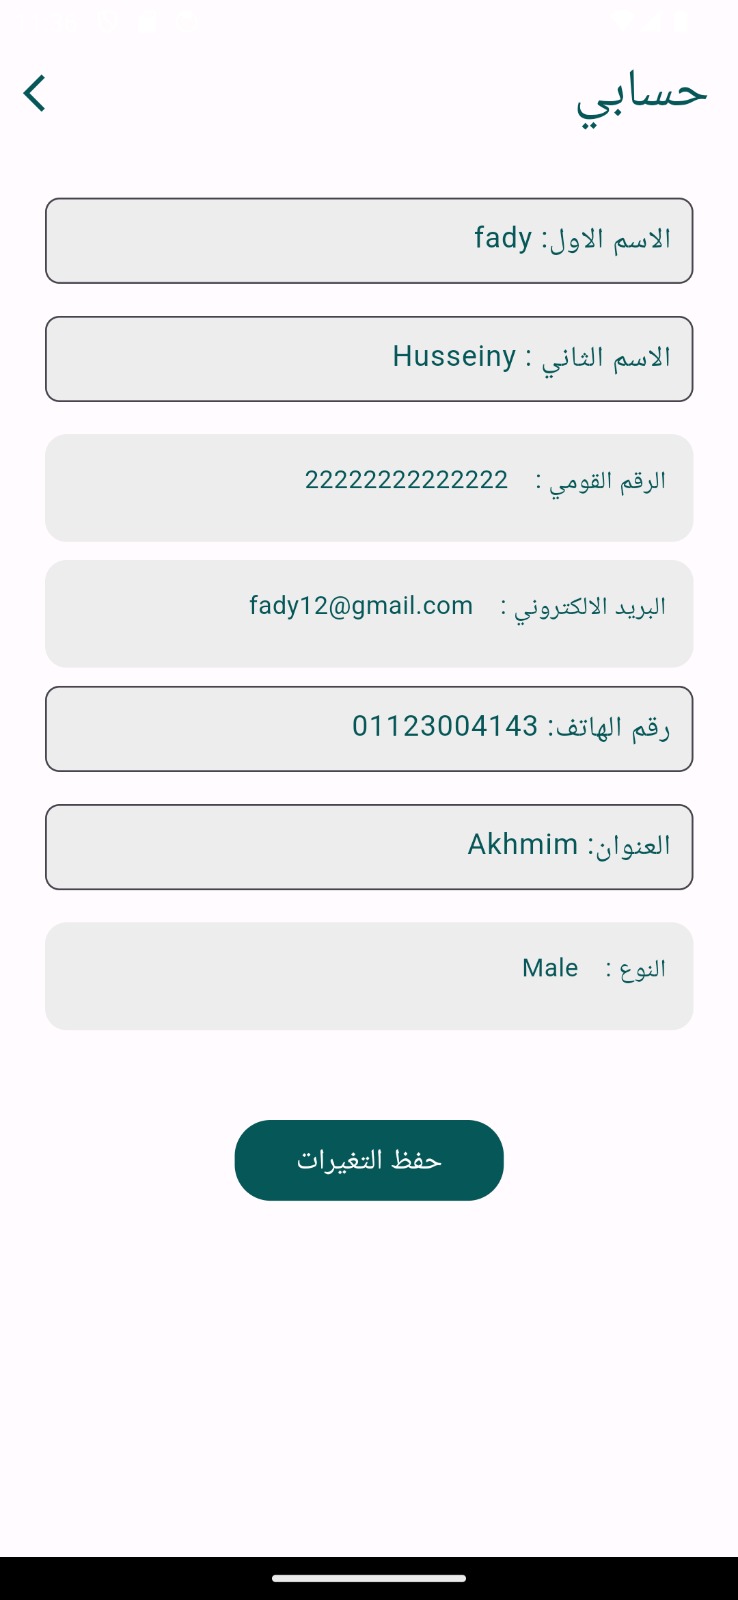 حسابي
الاسم الاول: fady
الاسم الثاني : Husseiny
الرقم القومي : 22222222222222
البريد الالكتروني : fady12@gmail.com
رقم الهاتف: 01123004143
العنوان: Akhmim
النوع : Male
حفظ التغيرات